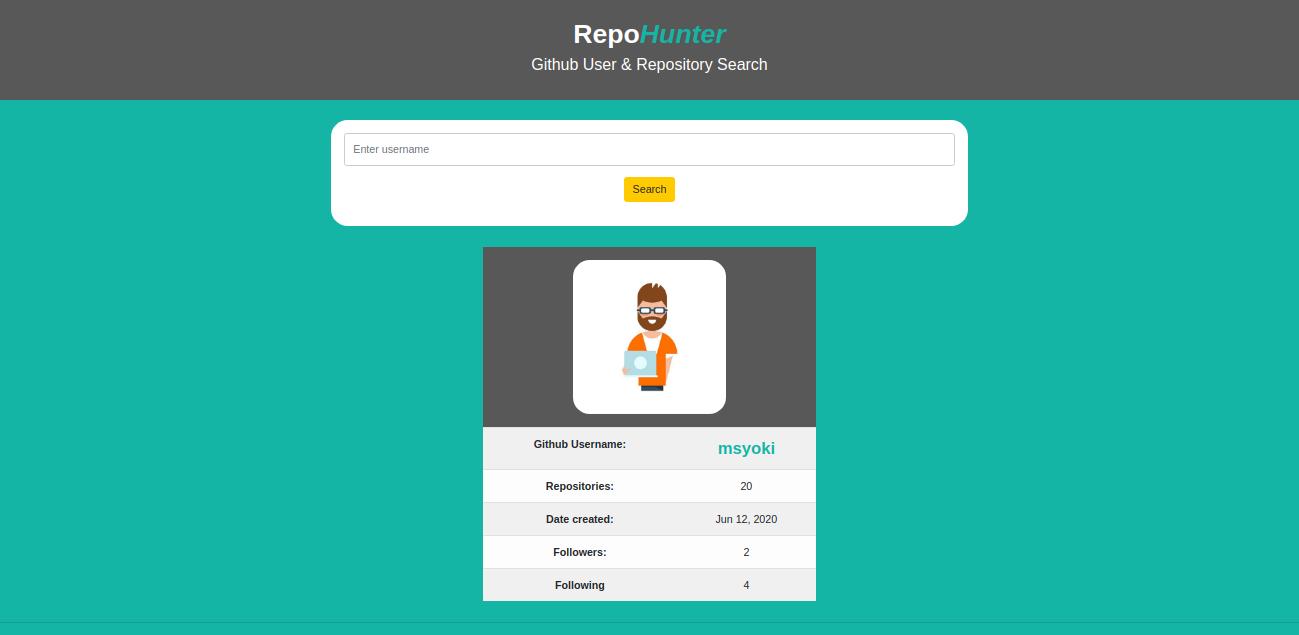 RepoHunter
Github User & Repository Search
Enter username
Search
Github Username: msyoki
Repositories: 20
Date created: Jun 12, 2020
Followers: 2
Following 4